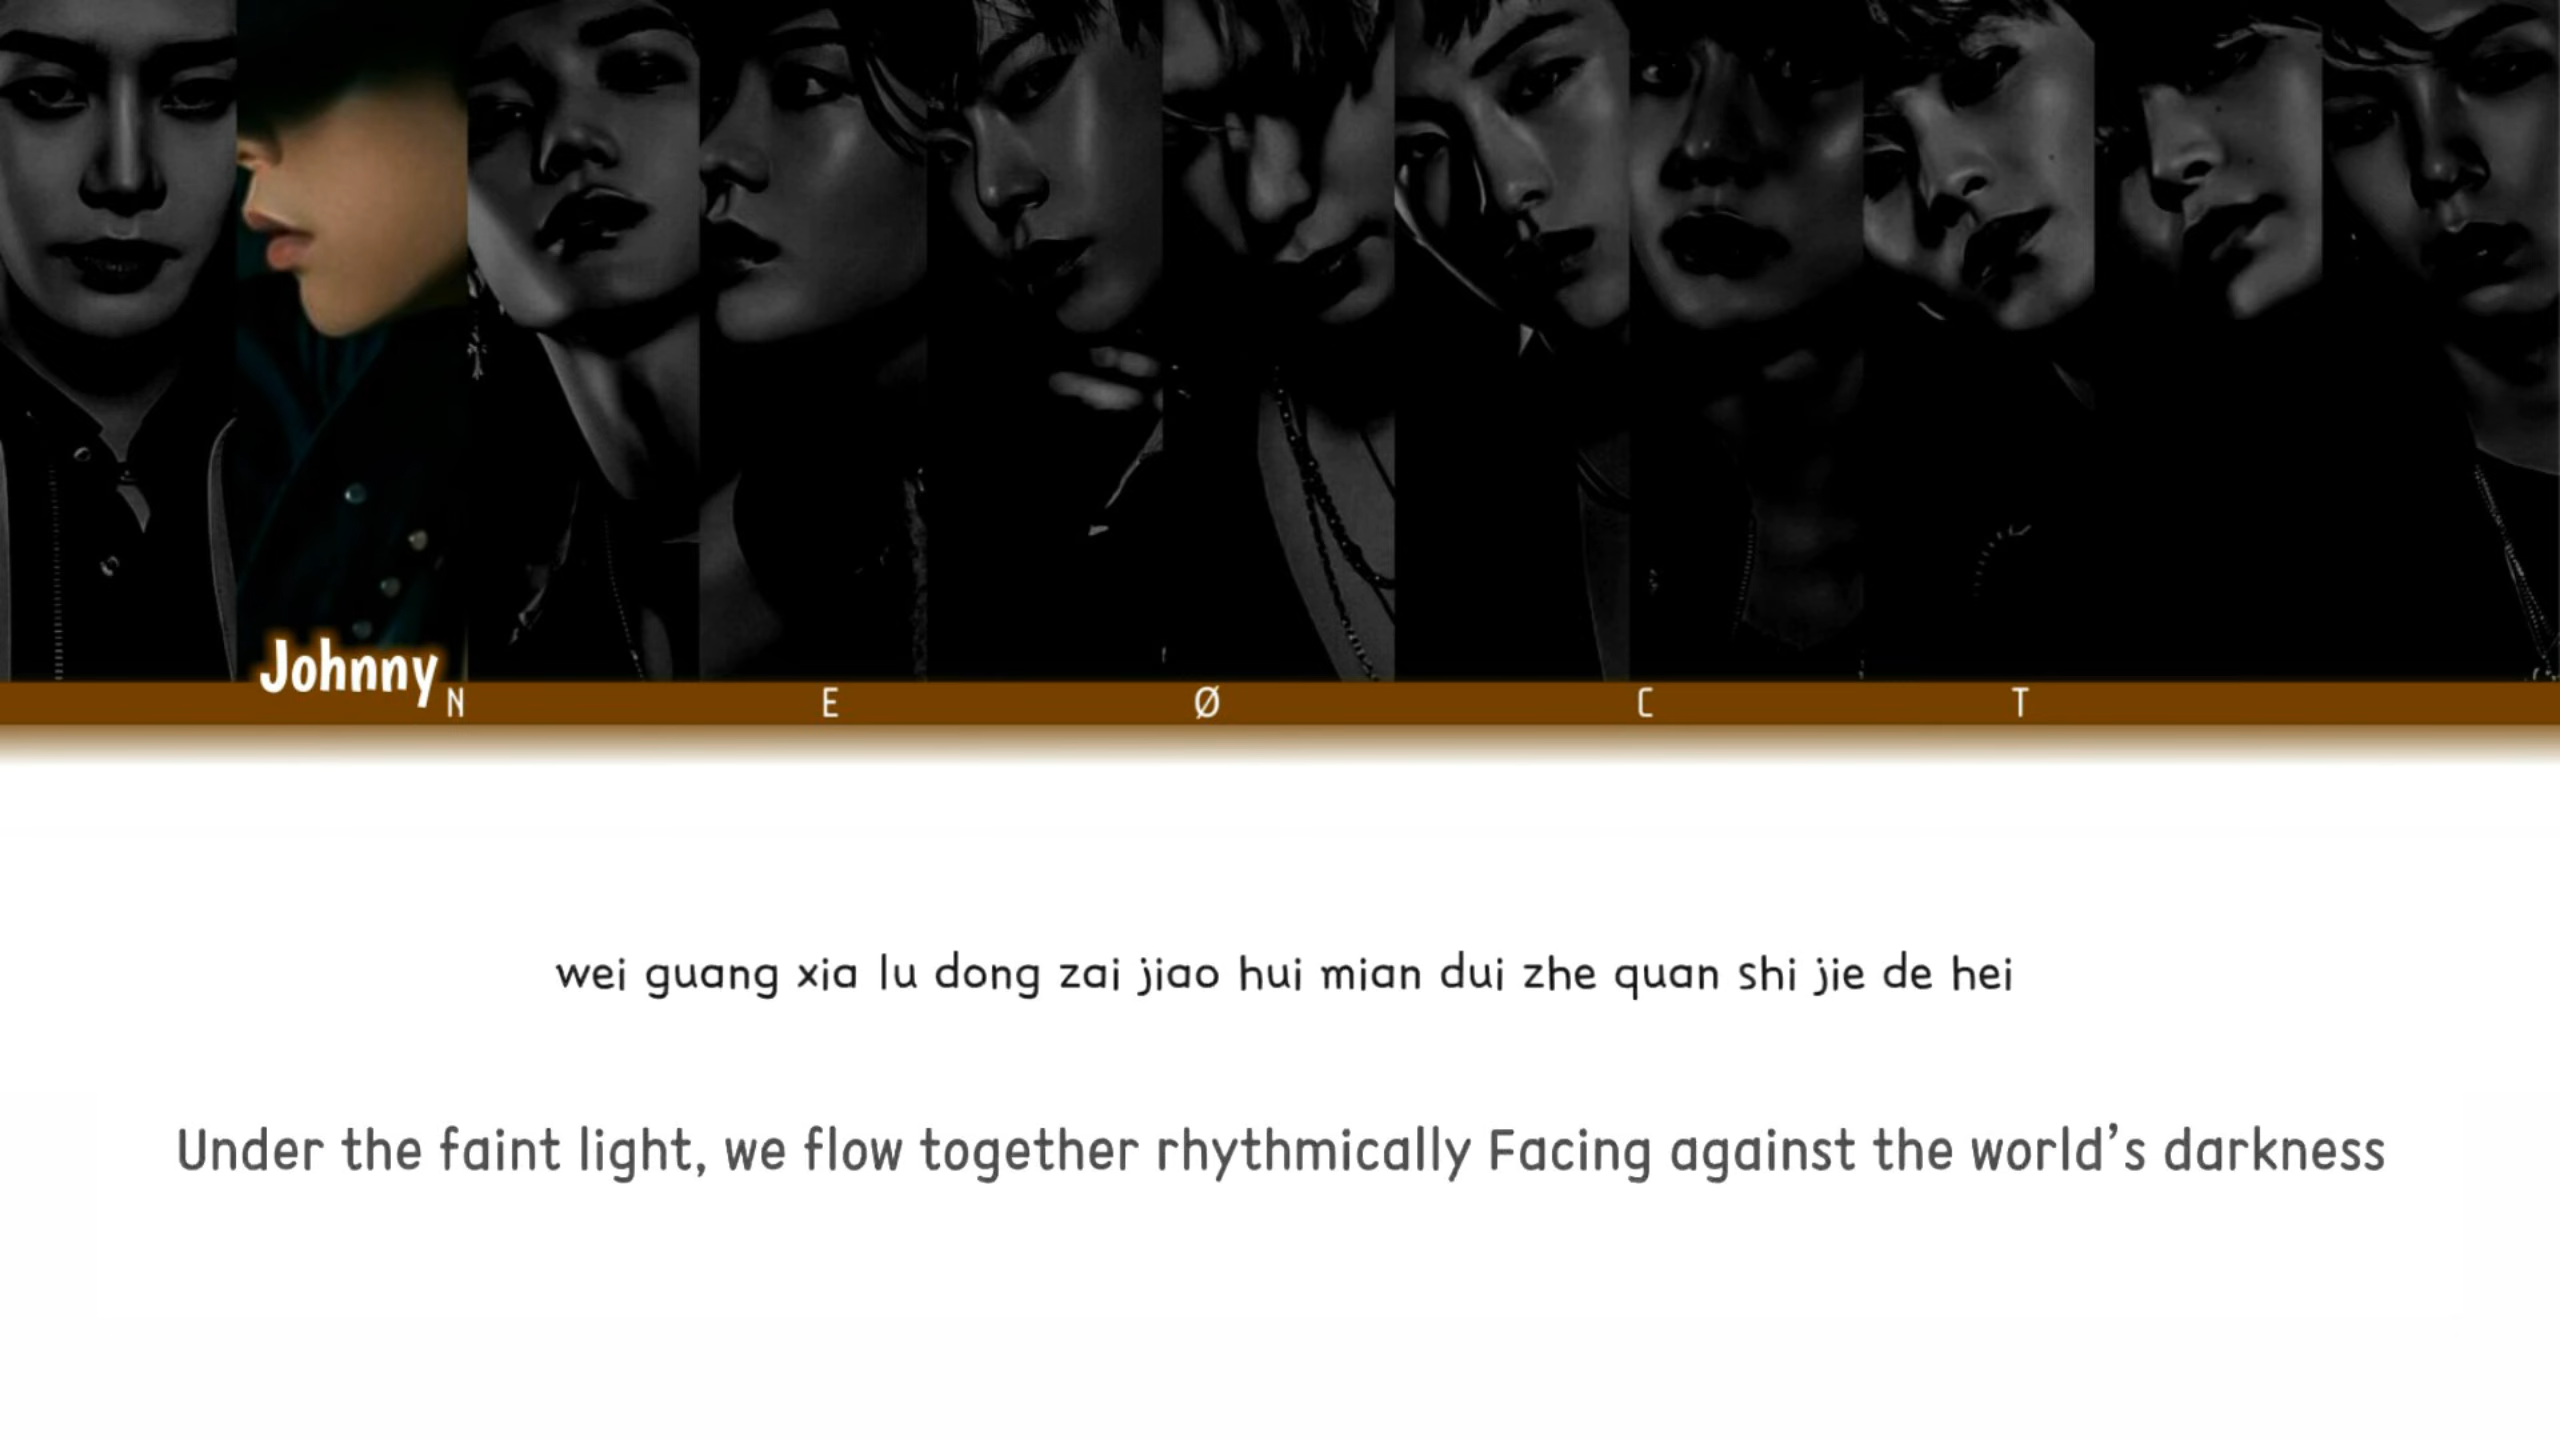 Johnny
N E Ø C T
wei guang xia lu dong zai jiao hui mian dui zhe quan shi jie de hei
Under the faint light, we flow together rhythmically Facing against the world's darkness